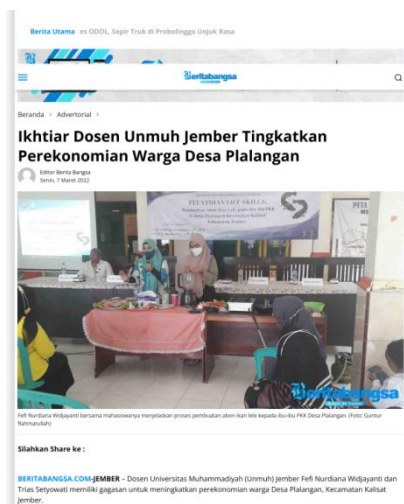 Berita Utama es ODOL, Sopir Truk di Probolinggo Unjuk Rasa
Beritabangsa
Beranda > Advertorial >
Ikhtiar Dosen Unmuh Jember Tingkatkan
Perekonomian Warga Desa Plalangan
Editor Berita Bangsa
Senin, 7 Maret 2022
PELATIHAN LIFE SKILLS
Beritabangsa
Fefi Nurdiana Widjayanti bersama mahasiswanya menjelaskan proses pembuatan abon ikan lele kepada ibu-ibu PKK Desa Plalangan. (Foto: Guntur
Rahmatullah)
Silahkan Share ke :
BERITABANGSA.COM-JEMBER – Dosen Universitas Muhammadiyah (Unmuh) Jember Fefi Nurdiana Widjayanti dan
Trias Setyowati memiliki gagasan untuk meningkatkan perekonomian warga Desa Plalangan, Kecamatan Kalisat
Jember.